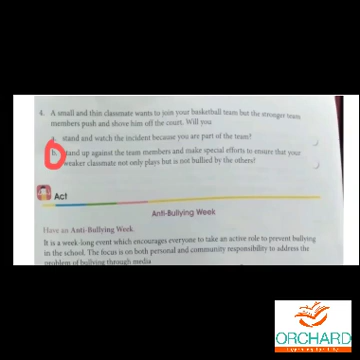 4. A small and thin classmate wants to join your basketball team but the stronger team
members push and shove him off the court. Will you
a. stand and watch the incident because you are part of the team?
b. stand up against the team members and make special efforts to ensure that your
weaker classmate not only plays but is not bullied by the others?
Act
Anti-Bullying Week
Have an Anti-Bullying Week
It is a week-long event which encourages everyone to take an active role to prevent bullying
in the school. The focus is on both personal and community responsibility to address the
problem of bullying through media
ORCHARD